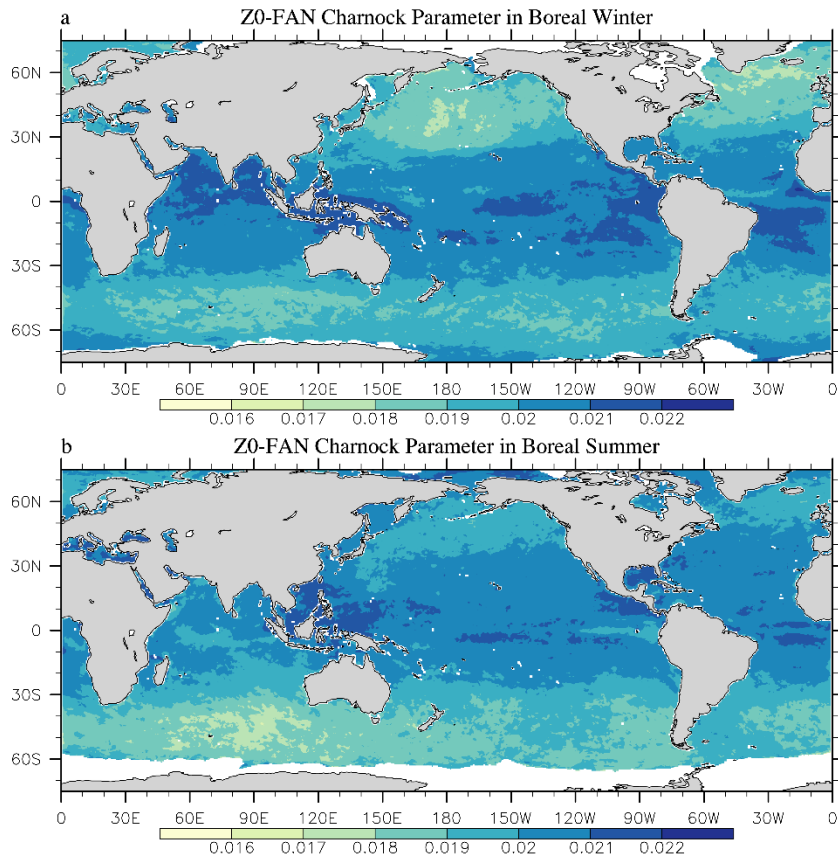 a
Z0-FAN Charnock Parameter in Boreal Winter
60N
30N
0
30S
60S
0 30E 60E 90E 120E 150E 180 150W 120W 90W 60W 30W 0
0.016 0.017 0.018 0.019 0.02 0.021 0.022
b
Z0-FAN Charnock Parameter in Boreal Summer
60N
30N
0
30S
60S
0 30E 60E 90E 120E 150E 180 150W 120W 90W 60W 30W 0
0.016 0.017 0.018 0.019 0.02 0.021 0.022